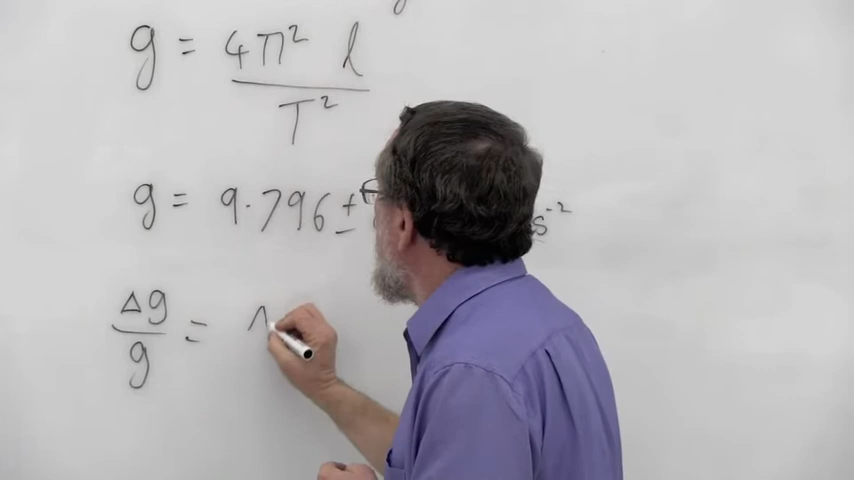 g = 4π² l / T²
g = 9.796 ± s⁻²
Δg / g =